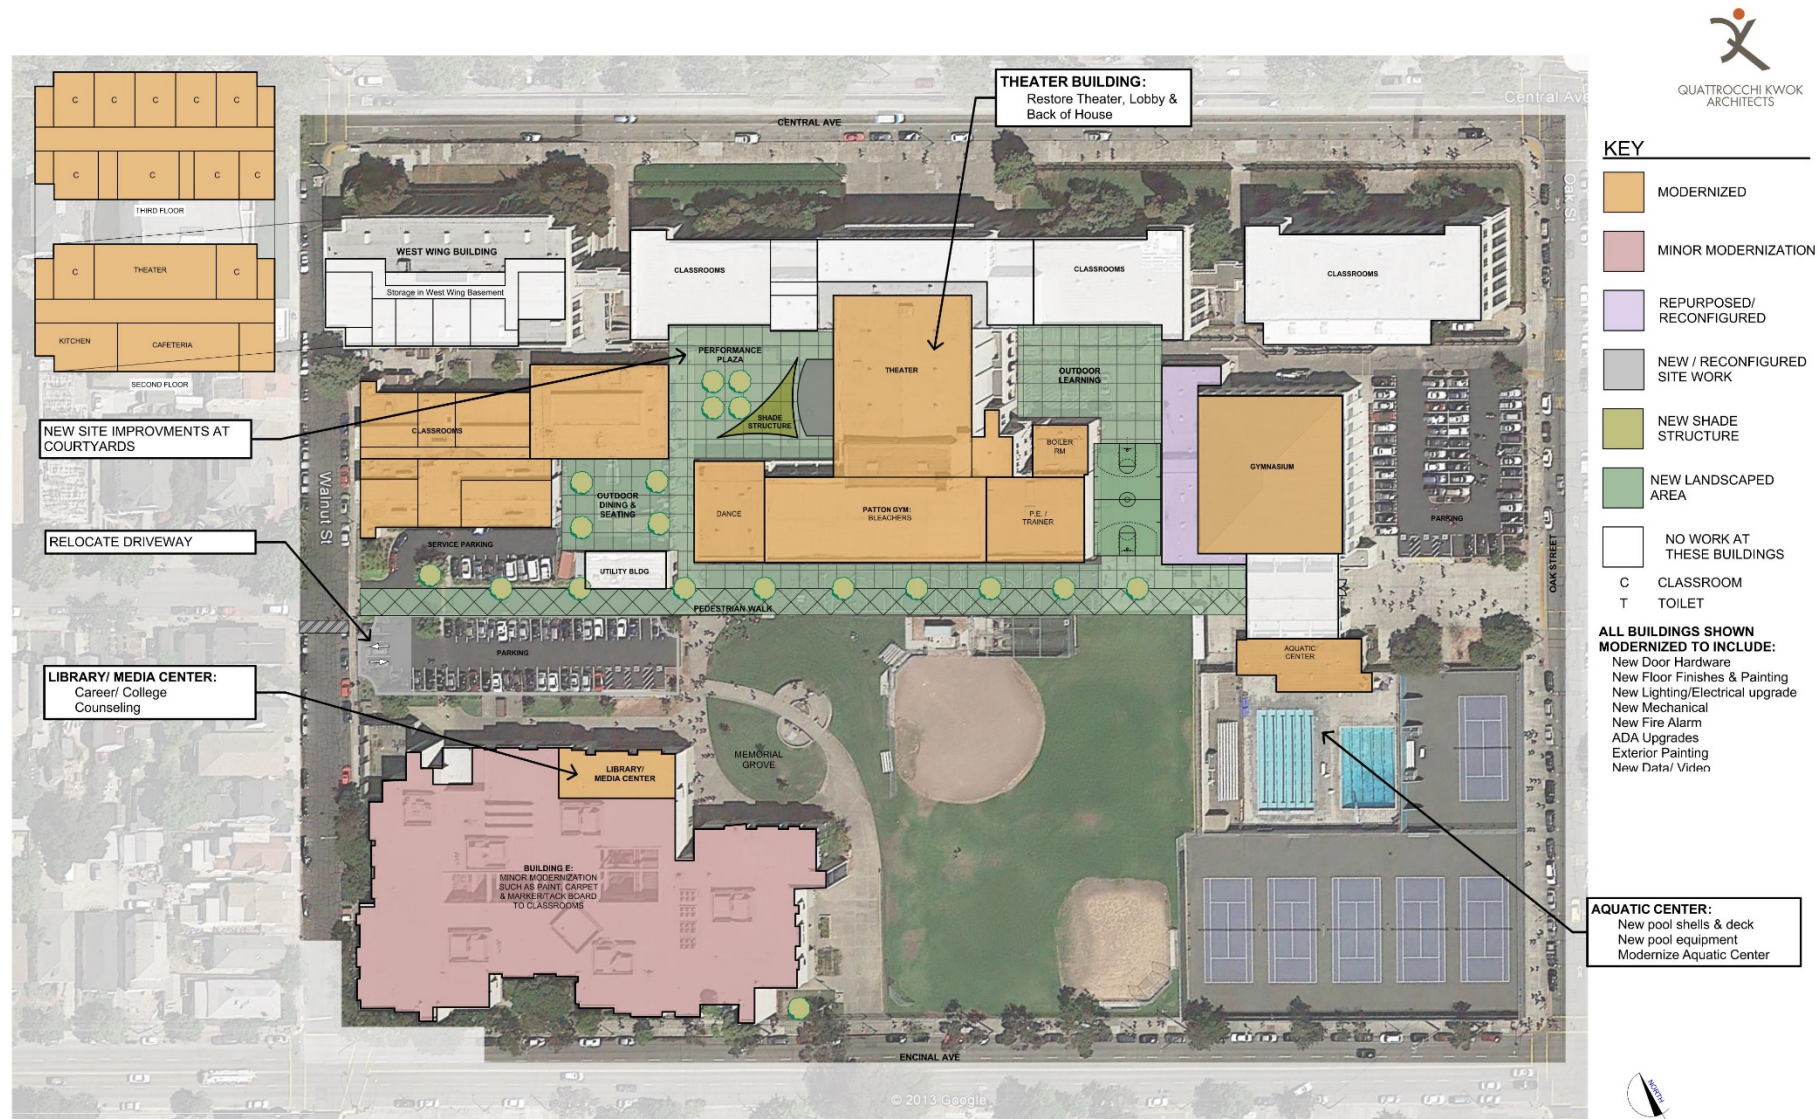 QUATTROCCHI KWOK
ARCHITECTS
KEY
MODERNIZED
MINOR MODERNIZATION
REPURPOSED/
RECONFIGURED
NEW / RECONFIGURED
SITE WORK
NEW SHADE
STRUCTURE
NEW LANDSCAPED
AREA
NO WORK AT
THESE BUILDINGS
C CLASSROOM
T TOILET
ALL BUILDINGS SHOWN
MODERNIZED TO INCLUDE:
New Door Hardware
New Floor Finishes & Painting
New Lighting/Electrical upgrade
New Mechanical
New Fire Alarm
ADA Upgrades
Exterior Painting
New Data/ Video
C C C C C
C C C C
THIRD FLOOR
C THEATER C
KITCHEN CAFETERIA
SECOND FLOOR
THEATER BUILDING:
Restore Theater, Lobby &
Back of House
CENTRAL AVE
Central Ave
Oak St
WEST WING BUILDING
Storage in West Wing Basement
CLASSROOMS
CLASSROOMS
CLASSROOMS
PERFORMANCE
PLAZA
SHADE
STRUCTURE
THEATER
OUTDOOR
LEARNING
NEW SITE IMPROVMENTS AT
COURTYARDS
CLASSROOMS
BOILER
RM
GYMNASIUM
PARKING
OAK STREET
Walnut St
OUTDOOR
DINING &
SEATING
DANCE
PATTON GYM:
BLEACHERS
P.E. /
TRAINER
RELOCATE DRIVEWAY
SERVICE PARKING
UTILITY BLDG
PEDESTRIAN WALK
PARKING
AQUATIC
CENTER
LIBRARY/ MEDIA CENTER:
Career/ College
Counseling
LIBRARY/
MEDIA CENTER
MEMORIAL
GROVE
BUILDING E:
MINOR MODERNIZATION
SUCH AS PAINT, CARPET
& MARKER/TACK BOARD
TO CLASSROOMS
AQUATIC CENTER:
New pool shells & deck
New pool equipment
Modernize Aquatic Center
ENCINAL AVE
© 2013 Google
NORTH